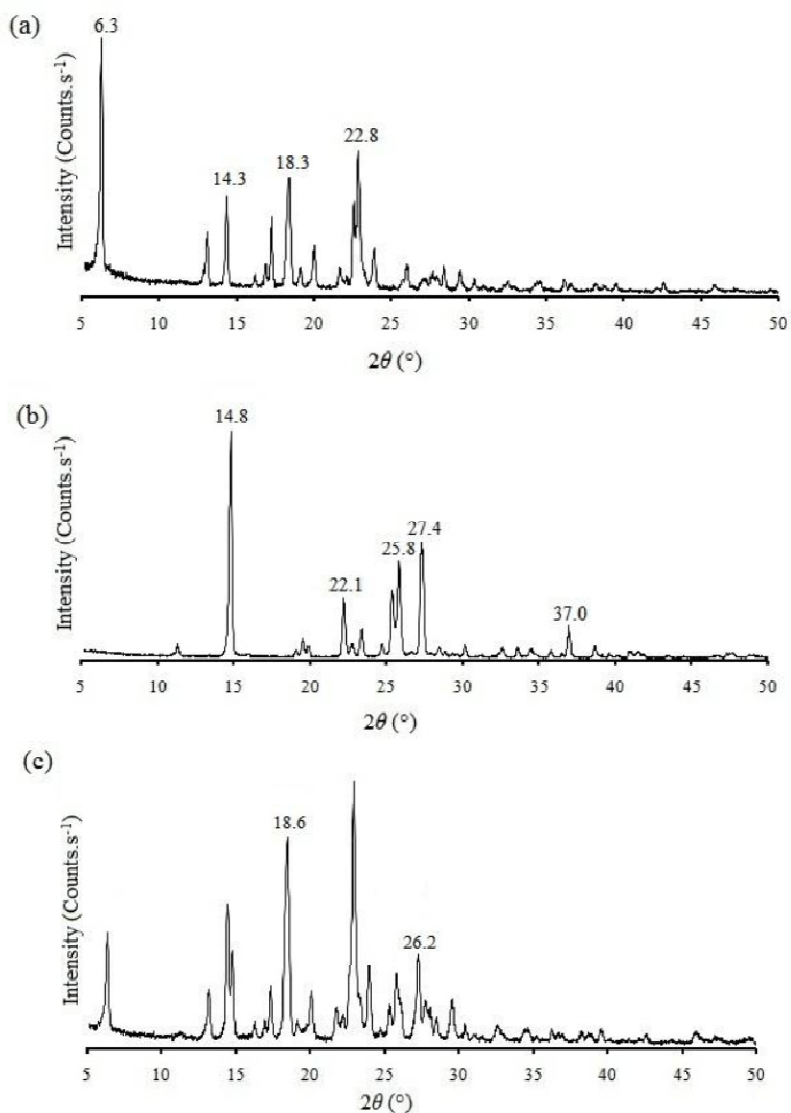 (a)
6.3
22.8
18.3
14.3
Intensity (Counts.s⁻¹)
5 10 15 20 25 30 35 40 45 50
2θ (°)
(b)
14.8
27.4
25.8
22.1
37.0
Intensity (Counts.s⁻¹)
5 10 15 20 25 30 35 40 45 50
2θ (°)
(c)
18.6
26.2
Intensity (Counts.s⁻¹)
5 10 15 20 25 30 35 40 45 50
2θ (°)